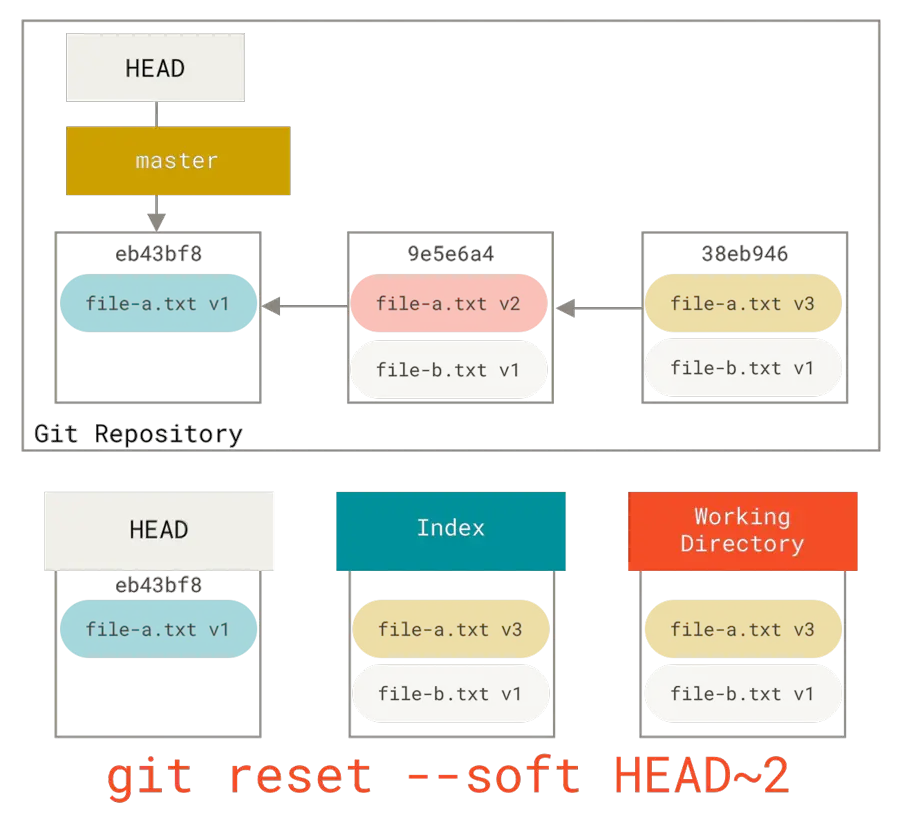 HEAD
master
eb43bf8
file-a.txt v1
9e5e6a4
file-a.txt v2
file-b.txt v1
38eb946
file-a.txt v3
file-b.txt v1
Git Repository
HEAD
eb43bf8
file-a.txt v1
Index
file-a.txt v3
file-b.txt v1
Working
Directory
file-a.txt v3
file-b.txt v1
git reset --soft HEAD~2